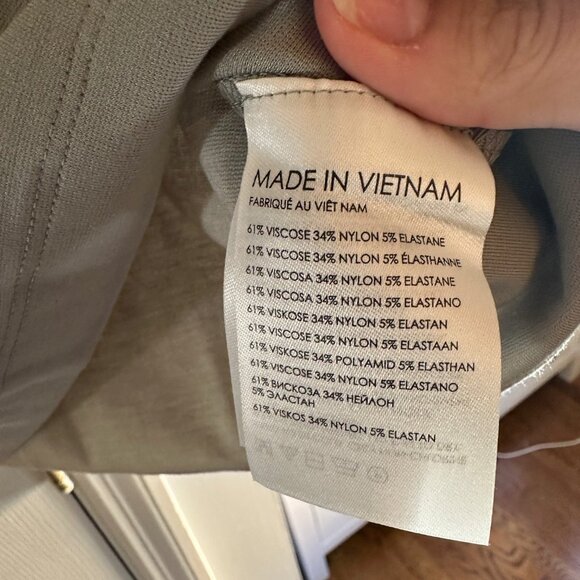 MADE IN VIETNAM
FABRIQUÉ AU VIÊT NAM
61% VISCOSE 34% NYLON 5% ELASTANE
61% VISCOSE 34% NYLON 5% ÉLASTHANNE
61% VISCOSA 34% NYLON 5% ELASTANE
61% VISCOSA 34% NYLON 5% ELASTANO
61% VISKOSE 34% NYLON 5% ELASTAN
61% VISCOSE 34% NYLON 5% ELASTAAN
61% VISKOSE 34% POLYAMID 5% ELASTHAN
61% VISCOSE 34% NYLON 5% ELASTANO
61% ВИСКОЗА 34% НЕЙЛОН
5% ЭЛАСТАН
61% VISKOS 34% NYLON 5% ELASTAN